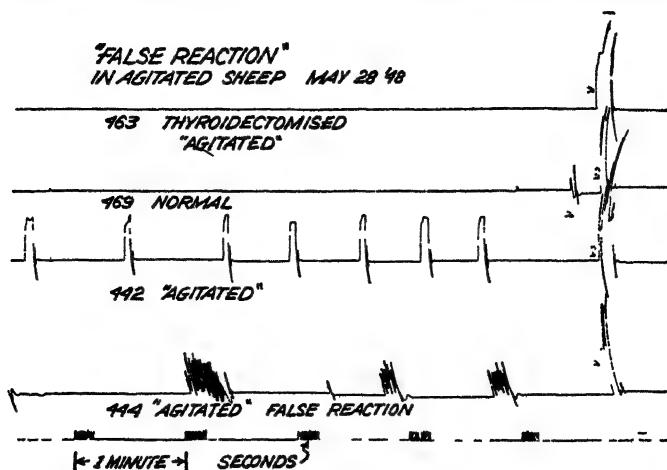 "FALSE REACTION"
IN AGITATED SHEEP MAY 28 '48
463 THYROIDECTOMISED
"AGITATED"
469 NORMAL
442 "AGITATED"
444 "AGITATED" FALSE REACTION
1 MINUTE SECONDS